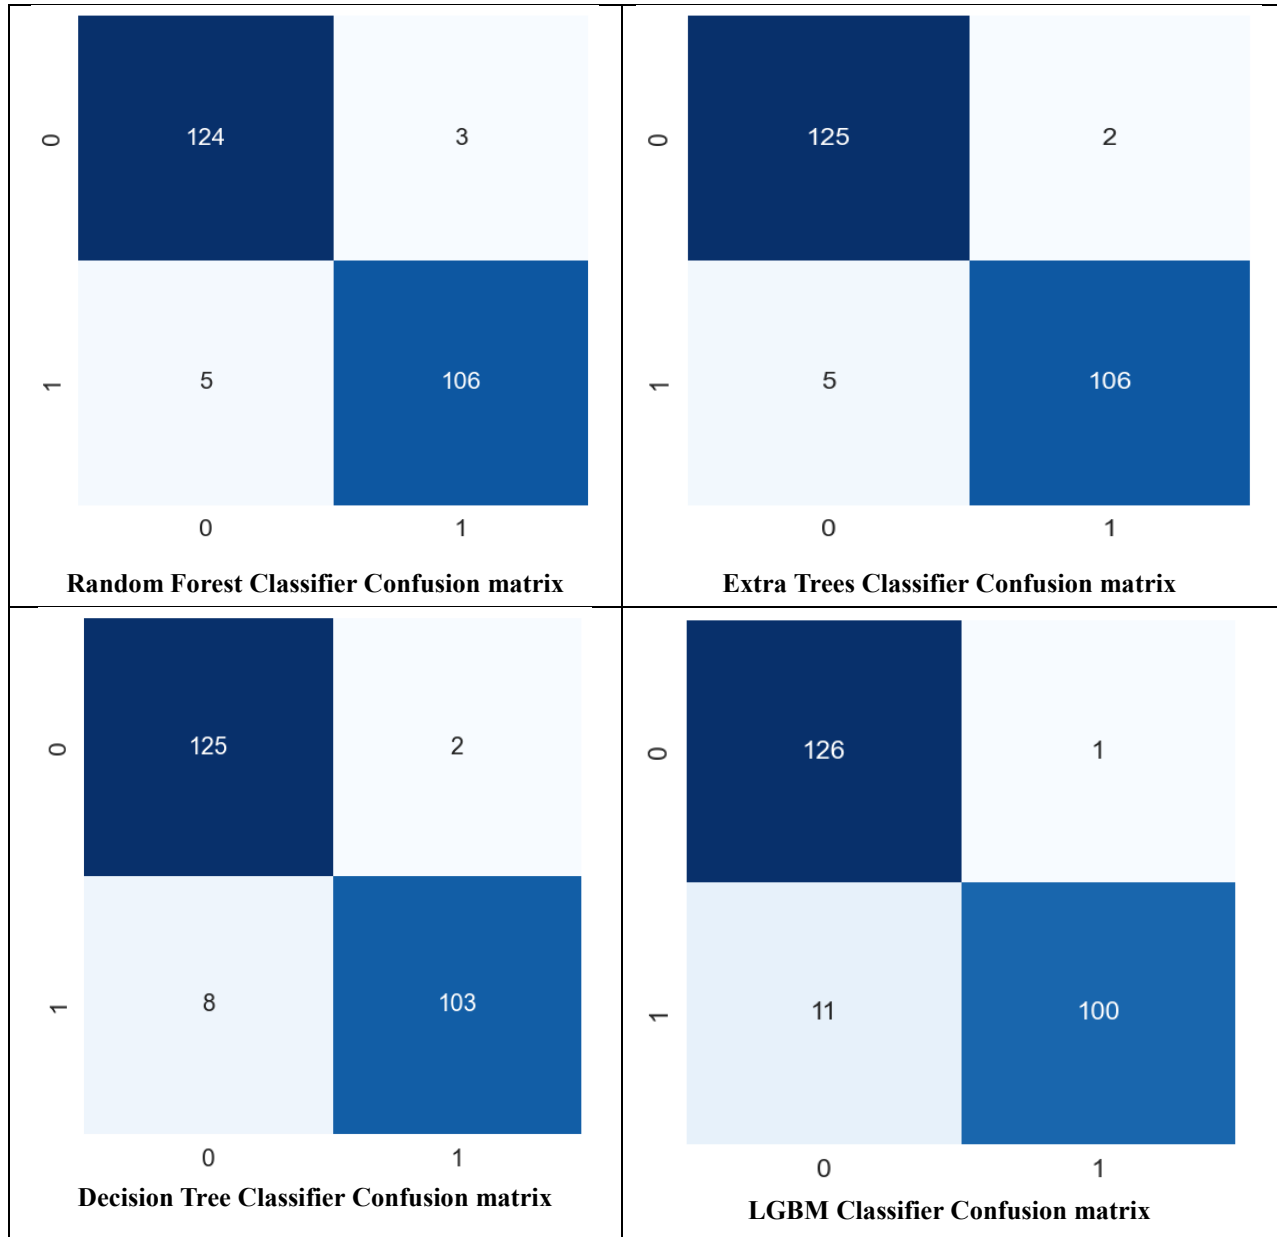 0 124 3
1 5 106
0 1
Random Forest Classifier Confusion matrix
0 125 2
1 5 106
0 1
Extra Trees Classifier Confusion matrix
0 125 2
1 8 103
0 1
Decision Tree Classifier Confusion matrix
0 126 1
1 11 100
0 1
LGBM Classifier Confusion matrix